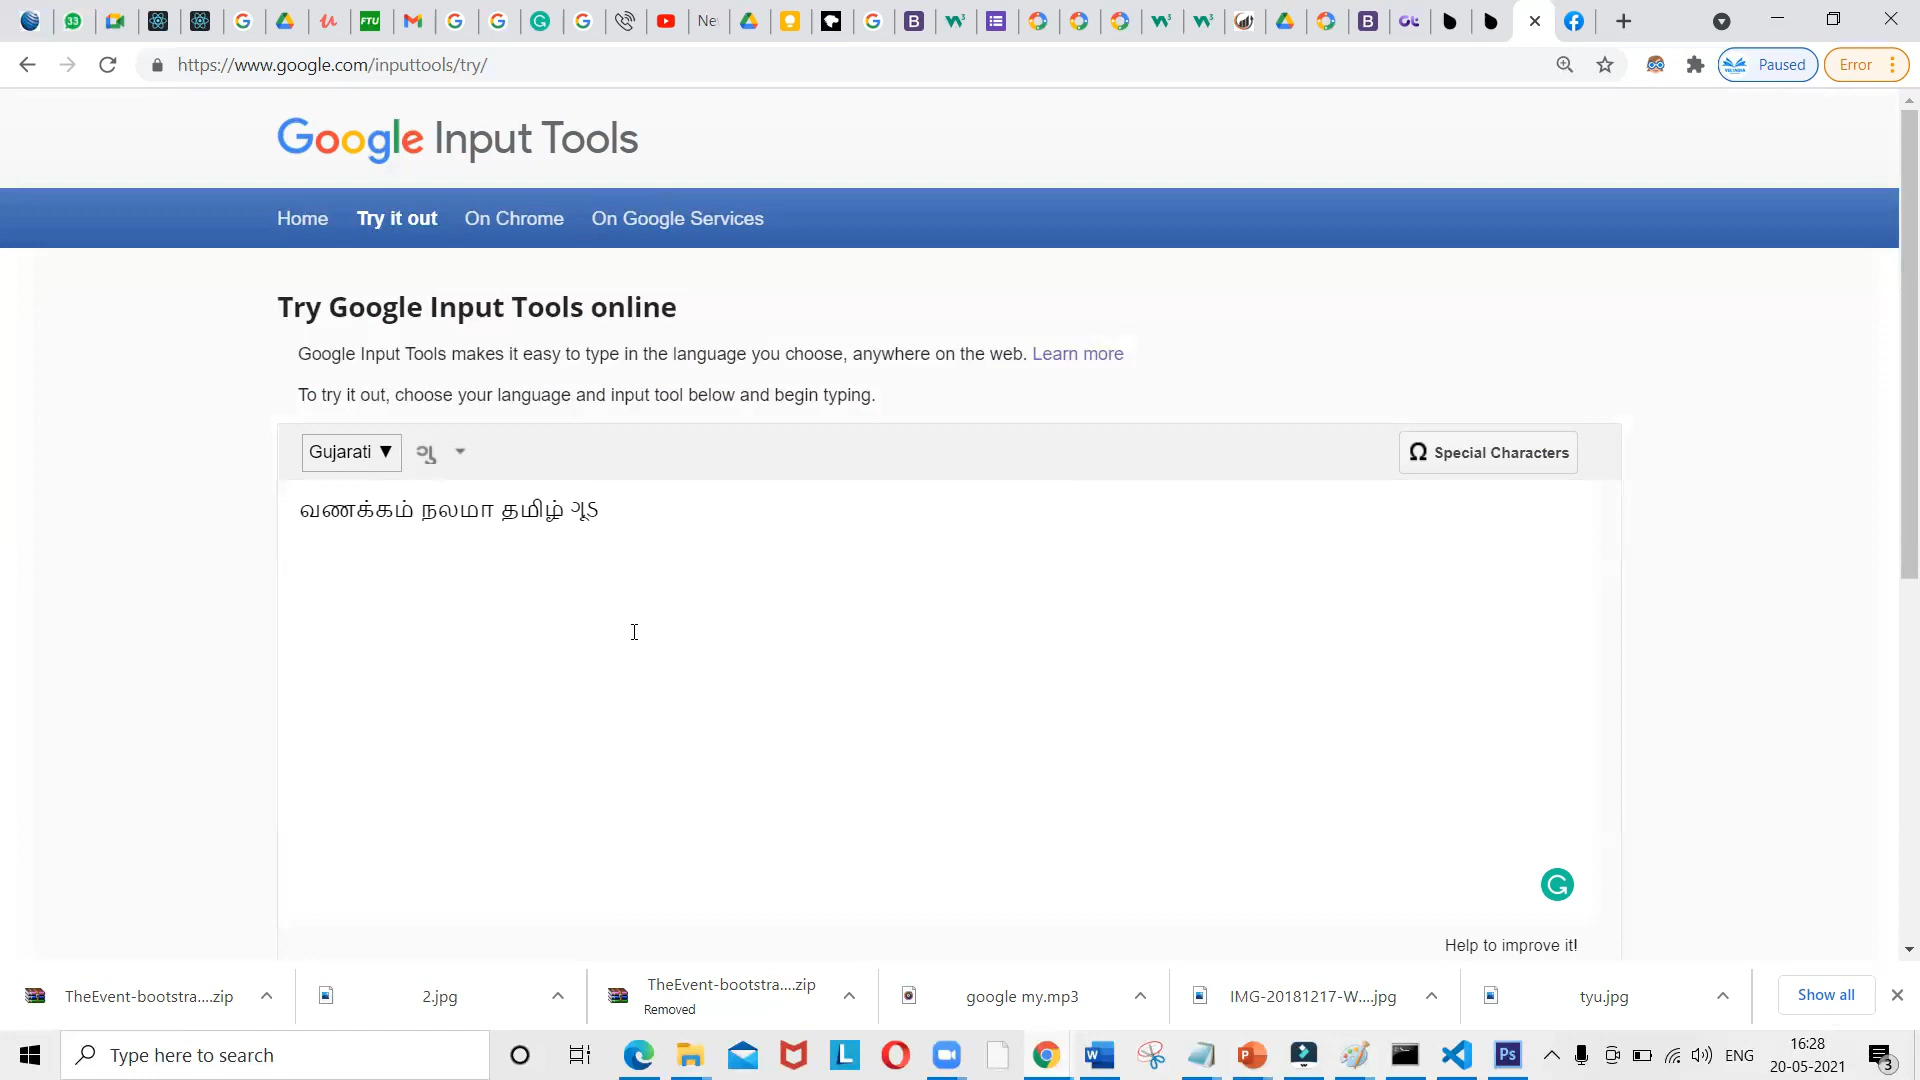 FTU
Ne
https://www.google.com/inputtools/try/
Paused
Error
Google Input Tools
Home Try it out On Chrome On Google Services
Try Google Input Tools online
Google Input Tools makes it easy to type in the language you choose, anywhere on the web. Learn more
To try it out, choose your language and input tool below and begin typing.
Gujarati ▼
Ω Special Characters
வணக்கம் நலமா தமிழ் ગૂડ
Help to improve it!
TheEvent-bootstra....zip
2.jpg
TheEvent-bootstra....zip
Removed
google my.mp3
IMG-20181217-W....jpg
tyu.jpg
Show all
Type here to search
ENG
16:28
20-05-2021
3